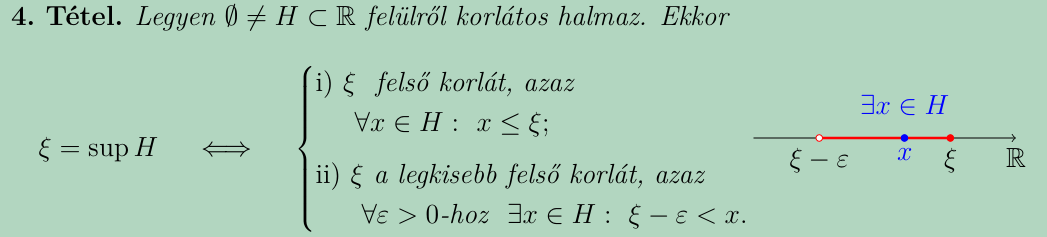 4. Tétel. Legyen ∅ ≠ H ⊂ ℝ felülről korlátos halmaz. Ekkor
ξ = sup H ⟺
i) ξ felső korlát, azaz
∀x ∈ H : x ≤ ξ;
ii) ξ a legkisebb felső korlát, azaz
∀ε > 0-hoz ∃x ∈ H : ξ − ε < x.
∃x ∈ H
ξ − ε x ξ ℝ